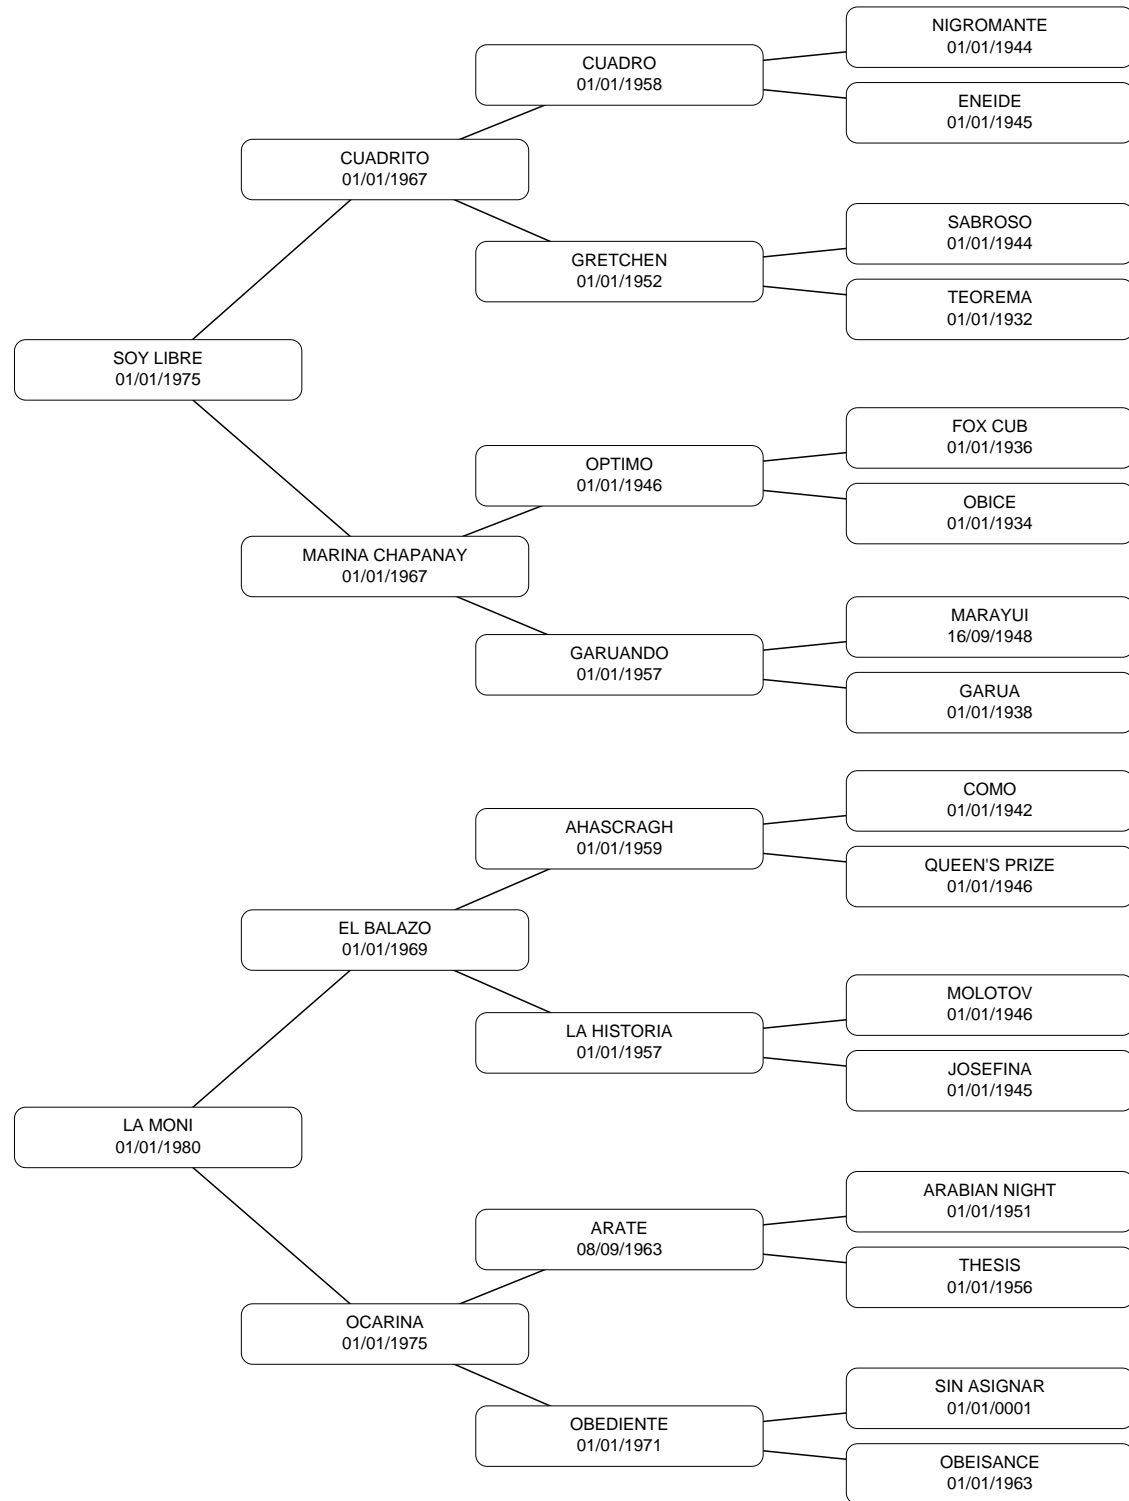 NIGROMANTE
01/01/1944
CUADRO
01/01/1958
ENEIDE
01/01/1945
CUADRITO
01/01/1967
SABROSO
01/01/1944
GRETCHEN
01/01/1952
TEOREMA
01/01/1932
SOY LIBRE
01/01/1975
FOX CUB
01/01/1936
OPTIMO
01/01/1946
OBICE
01/01/1934
MARINA CHAPANAY
01/01/1967
MARAYUI
16/09/1948
GARUANDO
01/01/1957
GARUA
01/01/1938
COMO
01/01/1942
AHASCRAGH
01/01/1959
QUEEN'S PRIZE
01/01/1946
EL BALAZO
01/01/1969
MOLOTOV
01/01/1946
LA HISTORIA
01/01/1957
JOSEFINA
01/01/1945
LA MONI
01/01/1980
ARABIAN NIGHT
01/01/1951
ARATE
08/09/1963
THESIS
01/01/1956
OCARINA
01/01/1975
SIN ASIGNAR
01/01/0001
OBEDIENTE
01/01/1971
OBEISANCE
01/01/1963